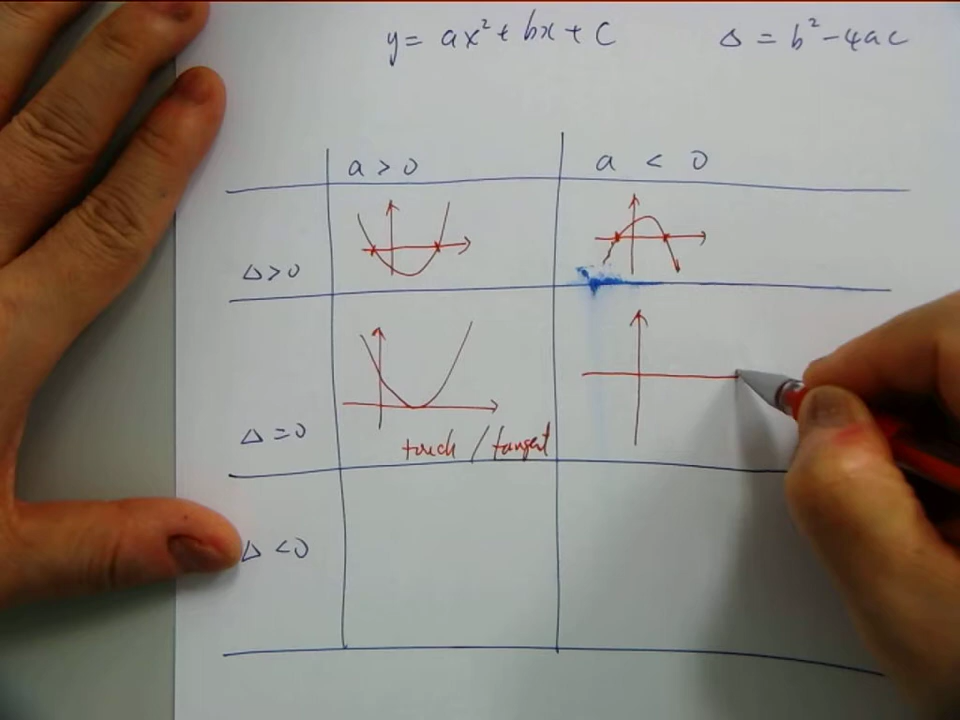 y = ax² + bx + c    Δ = b² - 4ac
a > 0    a < 0
Δ > 0
Δ = 0
touch / tangent
Δ < 0